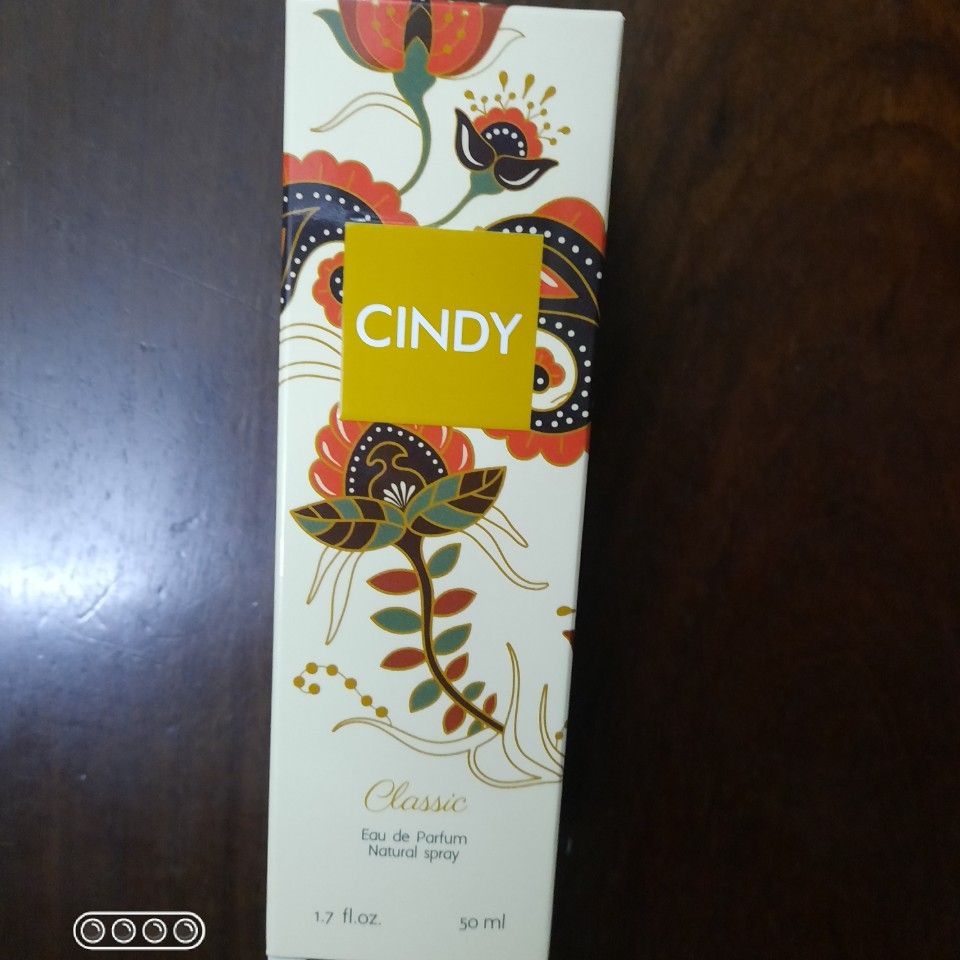 CINDY
Classic
Eau de Parfum
Natural spray
1.7 fl.oz. 50 ml